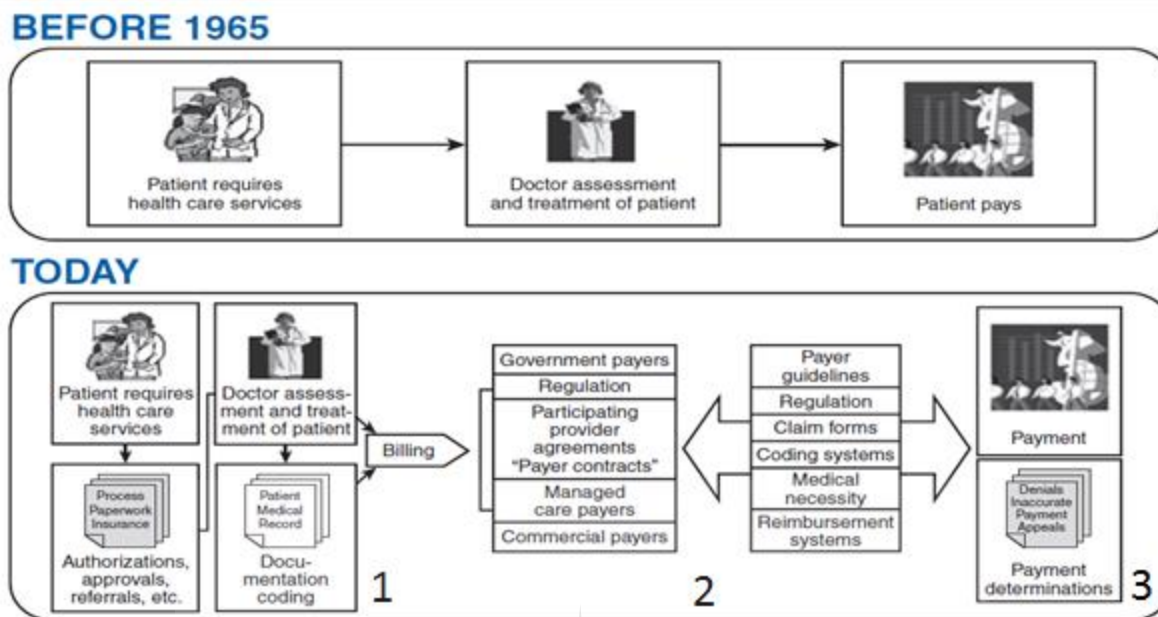 BEFORE 1965
Patient requires
health care services
Doctor assessment
and treatment of patient
Patient pays
TODAY
Patient requires
health care
services
Process
Paperwork
Insurance
Authorizations,
approvals,
referrals, etc.
Doctor assess-
ment and treat-
ment of patient
Patient
Medical
Record
Docu-
mentation
coding
1
Billing
Government payers
Regulation
Participating
provider
agreements
“Payer contracts”
Managed
care payers
Commercial payers
2
Payer
guidelines
Regulation
Claim forms
Coding systems
Medical
necessity
Reimbursement
systems
Payment
Denials
Inaccurate
Payment
Appeals
Payment
determinations
3